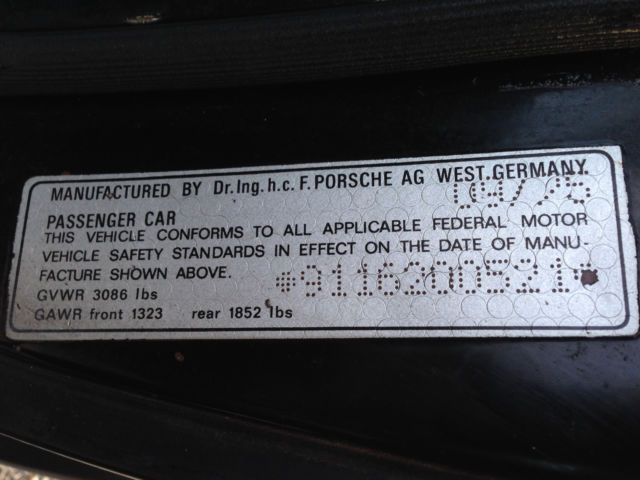 MANUFACTURED BY Dr.Ing.h.c.F.PORSCHE AG WEST.GERMANY
10/75
PASSENGER CAR
THIS VEHICLE CONFORMS TO ALL APPLICABLE FEDERAL MOTOR
VEHICLE SAFETY STANDARDS IN EFFECT ON THE DATE OF MANU-
FACTURE SHOWN ABOVE.
*9116200521*
GVWR 3086 lbs
GAWR front 1323 rear 1852 lbs